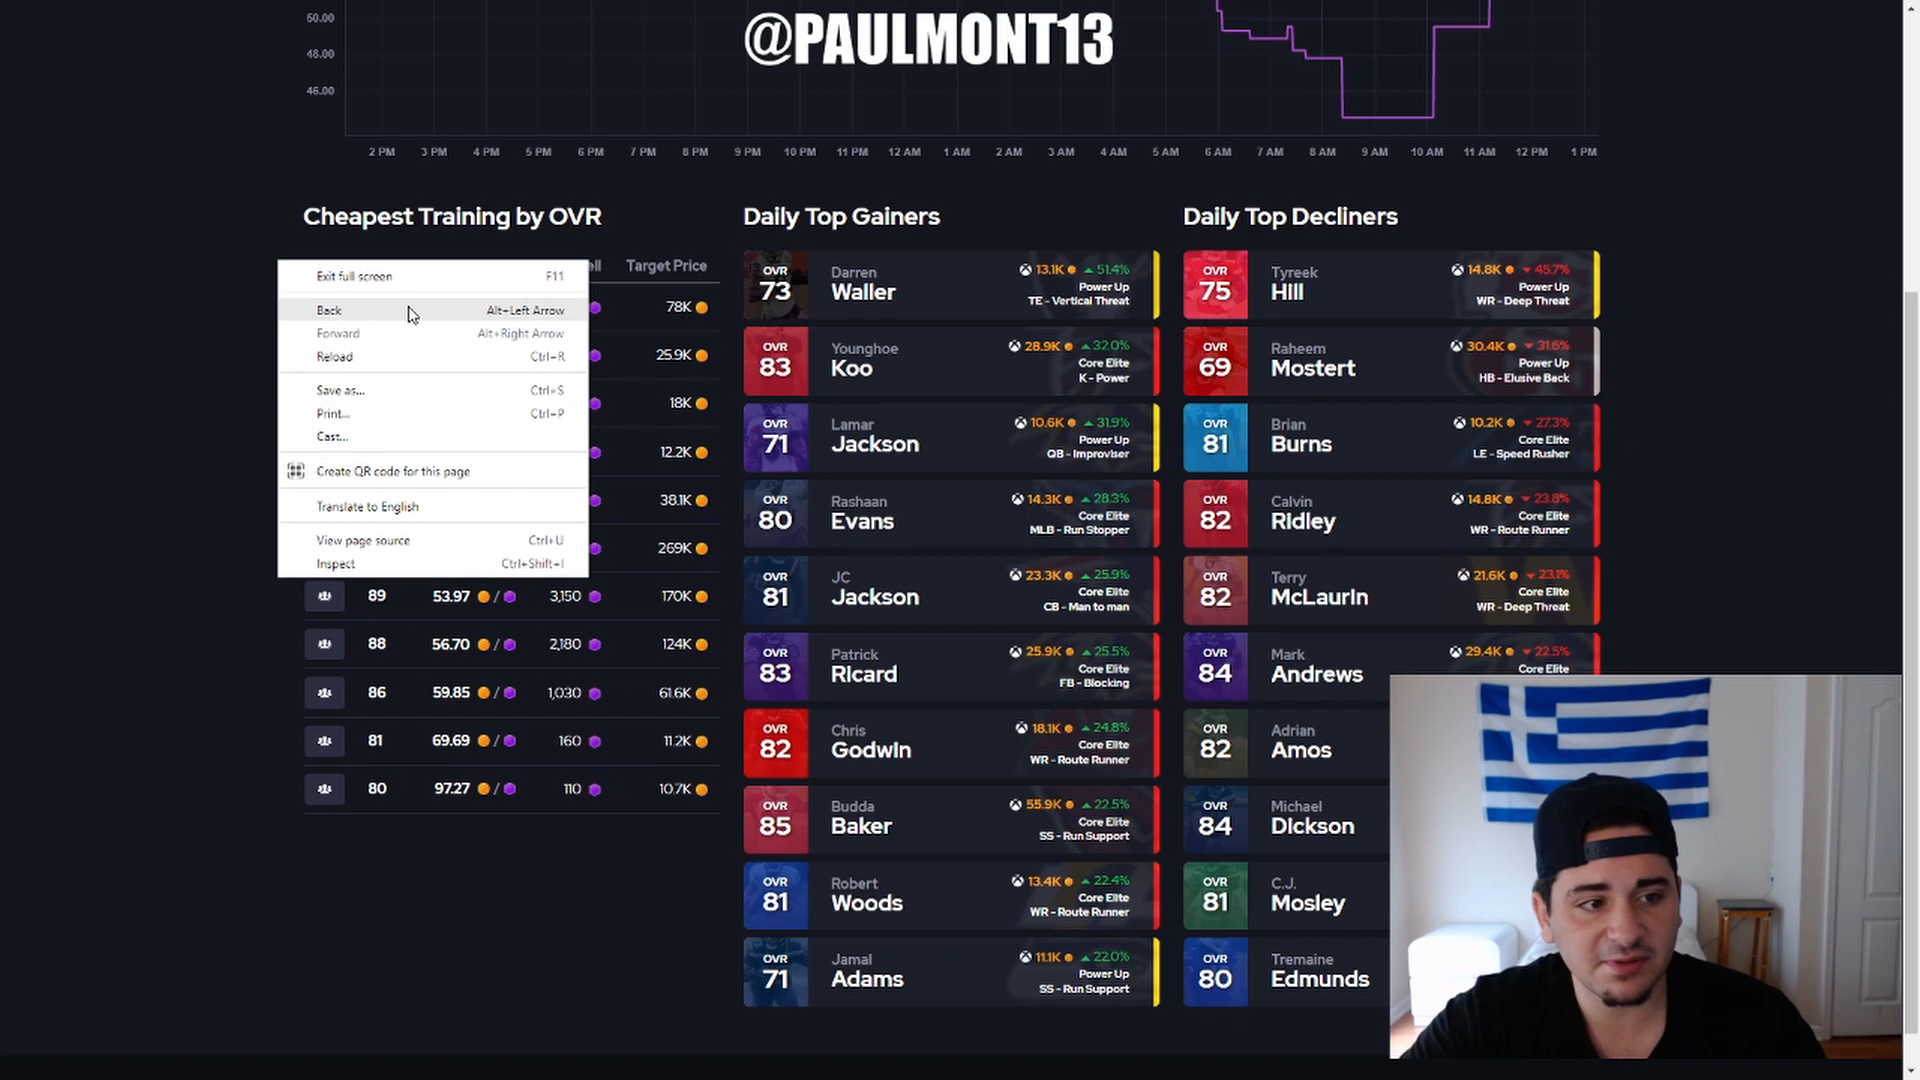 50.00
48.00
46.00
@PAULMONT13
2 PM 3 PM 4 PM 5 PM 6 PM 7 PM 8 PM 9 PM 10 PM 11 PM 12 AM 1 AM 2 AM 3 AM 4 AM 5 AM 6 AM 7 AM 8 AM 9 AM 10 AM 11 AM 12 PM 1 PM
Cheapest Training by OVR
Target Price
78K
25.9K
18K
12.2K
38.1K
269K
Exit full screen F11
Back Alt+Left Arrow
Forward Alt+Right Arrow
Reload Ctrl+R
Save as... Ctrl+S
Print... Ctrl+P
Cast...
Create QR code for this page
Translate to English
View page source Ctrl+U
Inspect Ctrl+Shift+I
89 53.97 / 3,150 170K
88 56.70 / 2,180 124K
86 59.85 / 1,030 61.6K
81 69.69 / 160 11.2K
80 97.27 / 110 10.7K
Daily Top Gainers
OVR 73 Darren Waller 13.1K 51.4% Power Up TE - Vertical Threat
OVR 83 Younghoe Koo 28.9K 32.0% Core Elite K - Power
OVR 71 Lamar Jackson 10.6K 31.9% Power Up QB - Improviser
OVR 80 Rashaan Evans 14.3K 28.3% Core Elite MLB - Run Stopper
OVR 81 JC Jackson 23.3K 25.9% Core Elite CB - Man to man
OVR 83 Patrick Ricard 25.9K 25.5% Core Elite FB - Blocking
OVR 82 Chris Godwin 18.1K 24.8% Core Elite WR - Route Runner
OVR 85 Budda Baker 55.9K 22.5% Core Elite SS - Run Support
OVR 81 Robert Woods 13.4K 22.4% Core Elite WR - Route Runner
OVR 71 Jamal Adams 11.1K 22.0% Power Up SS - Run Support
Daily Top Decliners
OVR 75 Tyreek Hill 14.8K 45.7% Power Up WR - Deep Threat
OVR 69 Raheem Mostert 30.4K 31.6% Power Up HB - Elusive Back
OVR 81 Brian Burns 10.2K 27.3% Core Elite LE - Speed Rusher
OVR 82 Calvin Ridley 14.8K 23.8% Core Elite WR - Route Runner
OVR 82 Terry McLaurin 21.6K 23.1% Core Elite WR - Deep Threat
OVR 84 Mark Andrews 29.4K 22.5% Core Elite
OVR 82 Adrian Amos
OVR 84 Michael Dickson
OVR 81 C.J. Mosley
OVR 80 Tremaine Edmunds